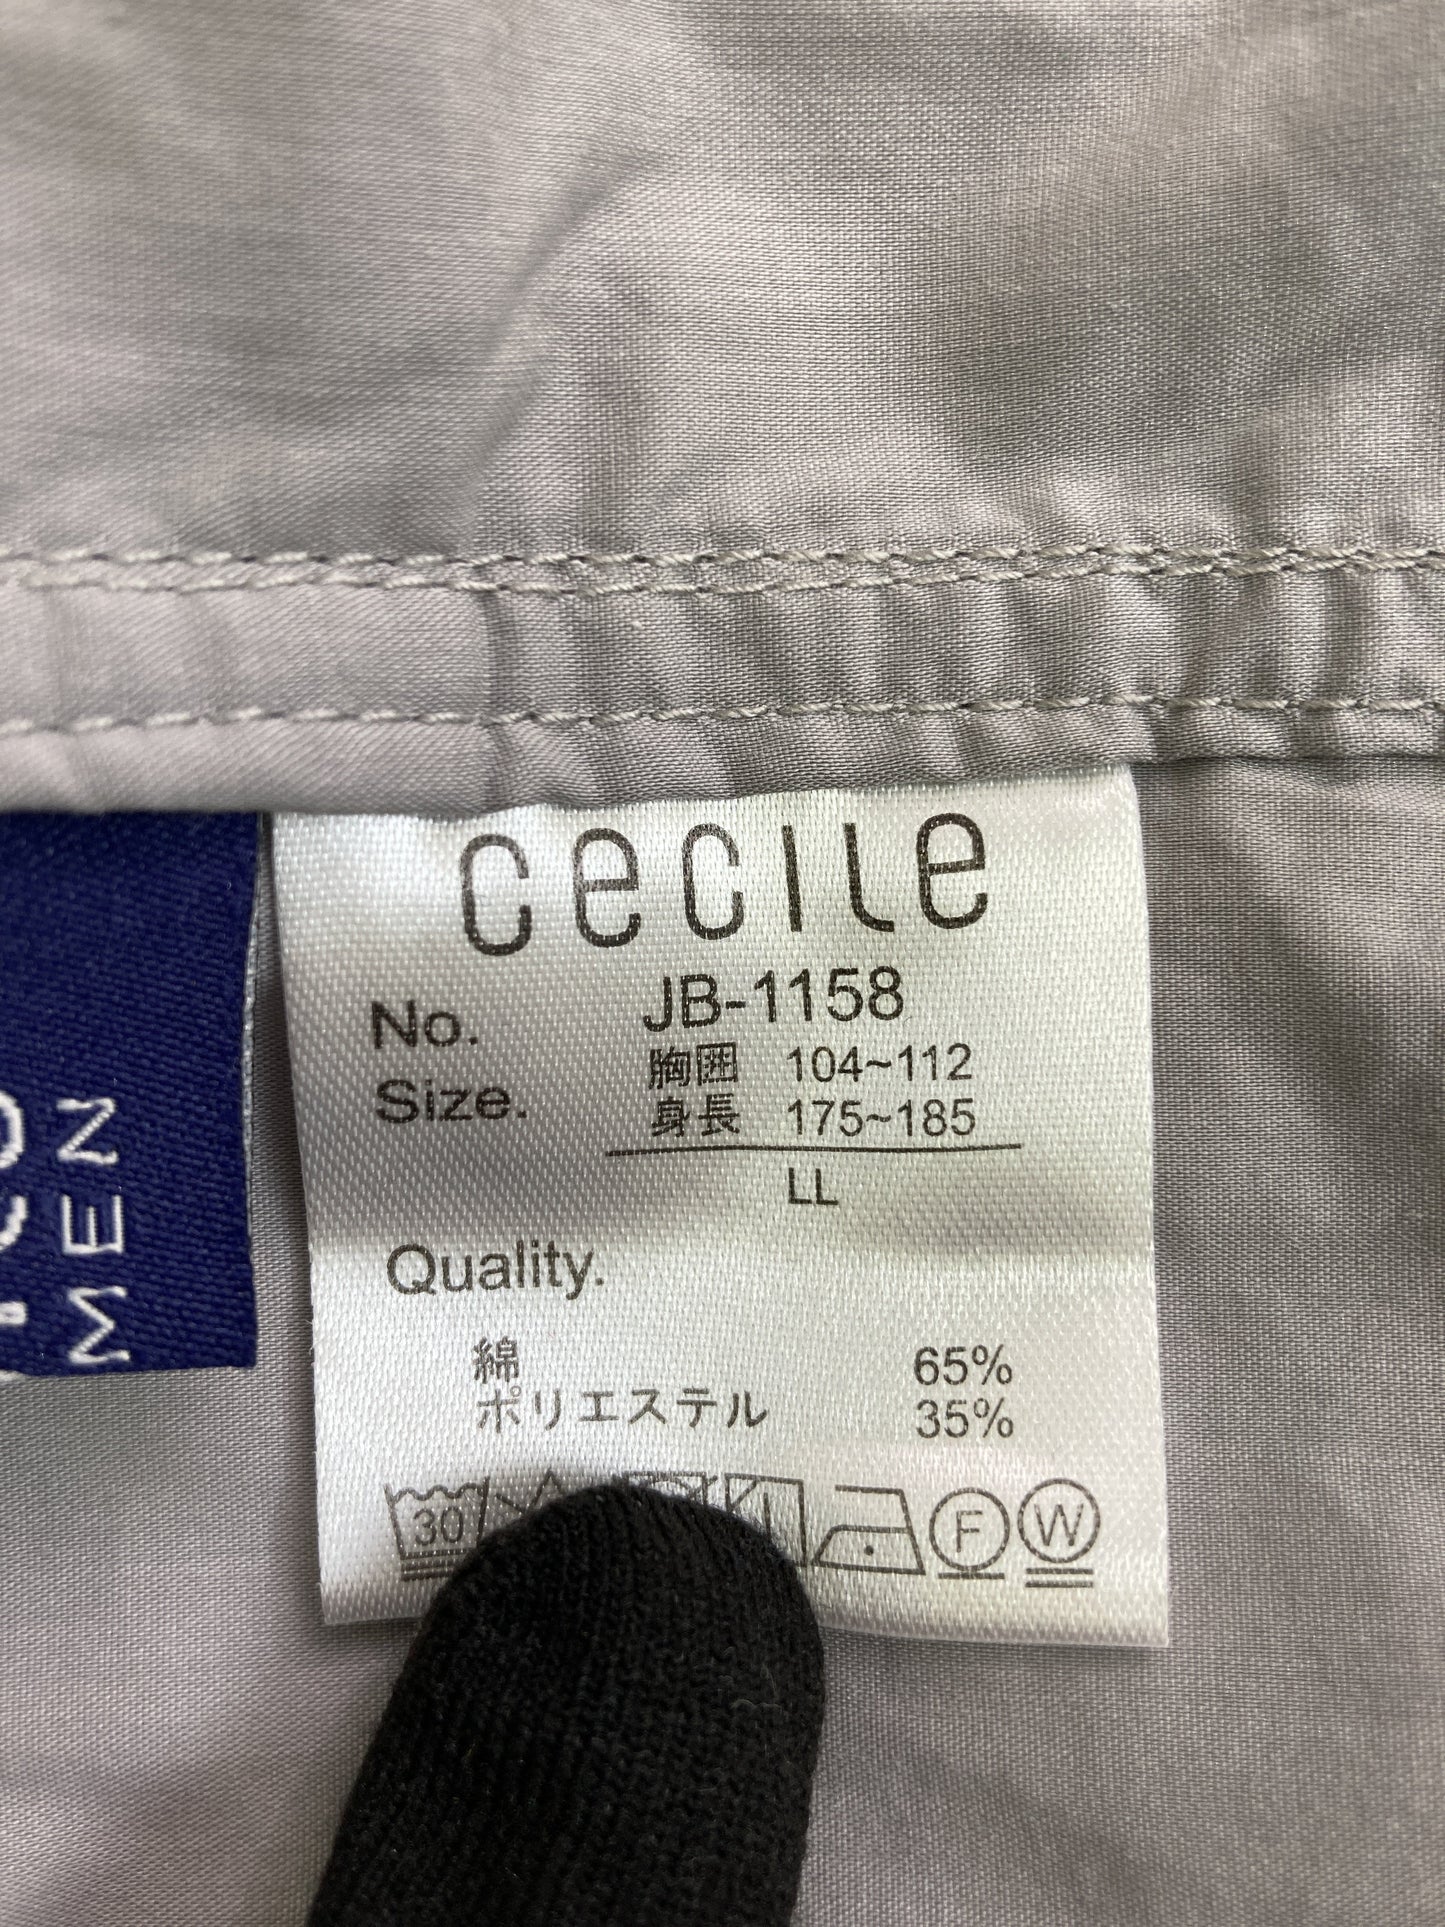 cecile
No. JB-1158
Size. 胸囲 104~112
身長 175~185
LL
Quality.
綿 65%
ポリエステル 35%
30 F W
MEN